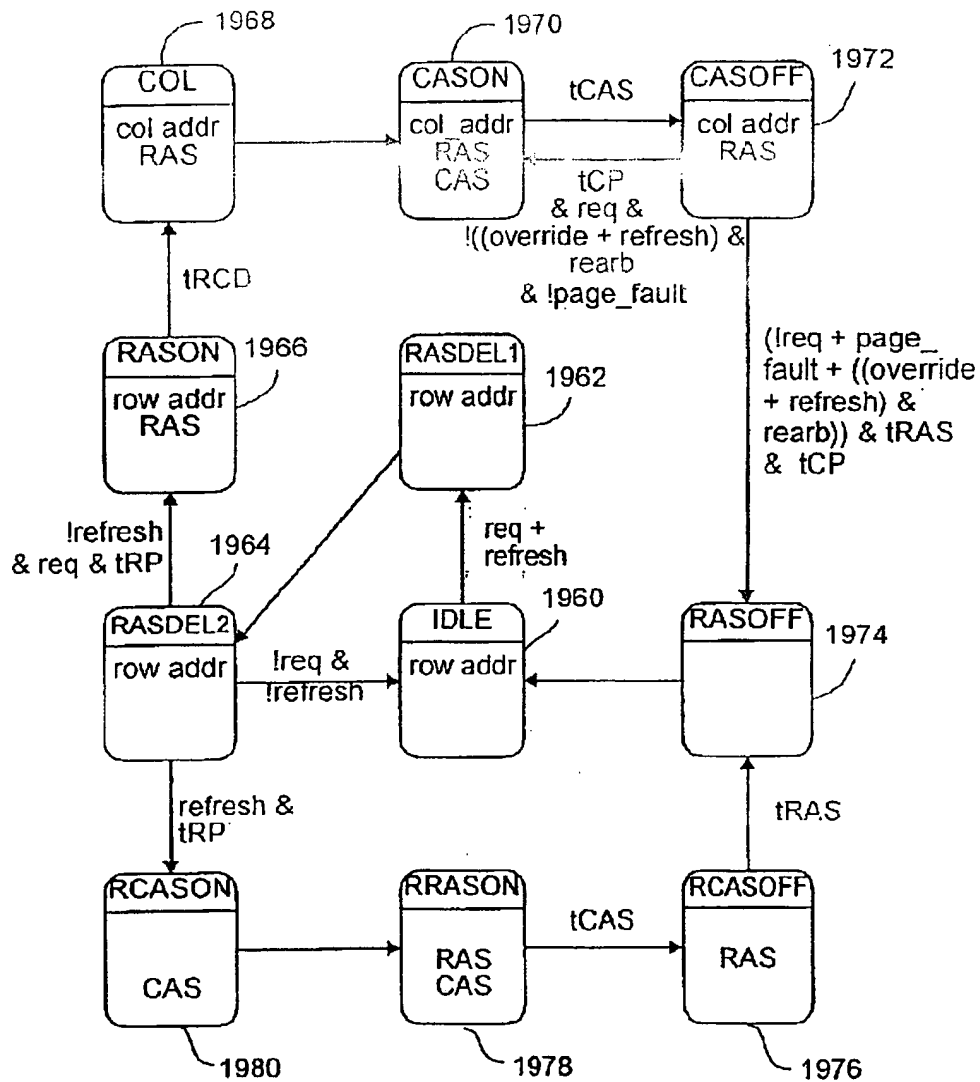 1968
COL
col addr
RAS
1970
CASON
col_addr
RAS
CAS
tCAS
CASOFF
col addr
RAS
1972
tCP
& req &
!((override + refresh) &
rearb
& !page_fault
tRCD
RASON
row addr
RAS
1966
RASDEL1
row addr
1962
(!req + page_
fault + ((override
+ refresh) &
rearb)) & tRAS
& tCP
!refresh
& req & tRP
1964
req +
refresh
RASDEL2
row addr
!req &
!refresh
IDLE
row addr
1960
RASOFF
1974
refresh &
tRP
tRAS
RCASON
CAS
1980
RRASON
RAS
CAS
1978
tCAS
RCASOFF
RAS
1976